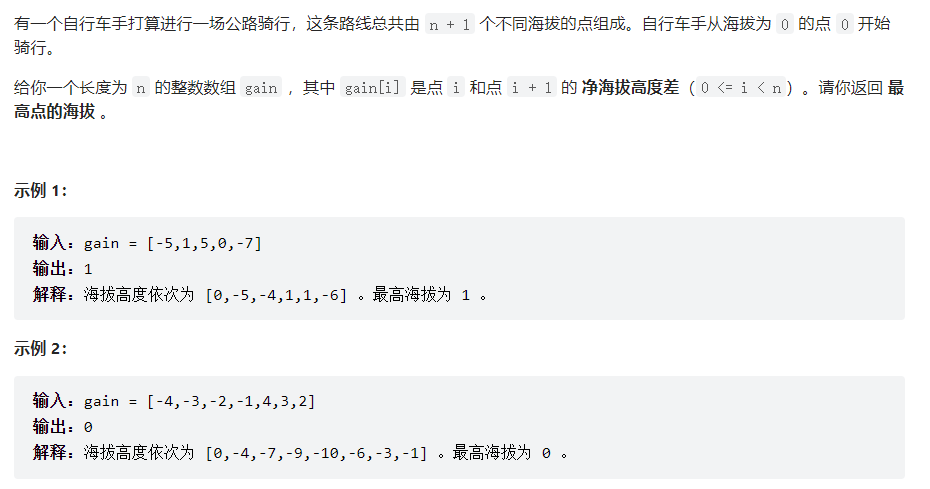 有一个自行车手打算进行一场公路骑行，这条路线总共由 n + 1 个不同海拔的点组成。自行车手从海拔为 0 的点 0 开始
骑行。
给你一个长度为 n 的整数数组 gain ，其中 gain[i] 是点 i 和点 i + 1 的 净海拔高度差（0 <= i < n）。请你返回 最
高点的海拔 。
示例 1：
输入：gain = [-5,1,5,0,-7]
输出：1
解释：海拔高度依次为 [0,-5,-4,1,1,-6] 。最高海拔为 1 。
示例 2：
输入：gain = [-4,-3,-2,-1,4,3,2]
输出：0
解释：海拔高度依次为 [0,-4,-7,-9,-10,-6,-3,-1] 。最高海拔为 0 。